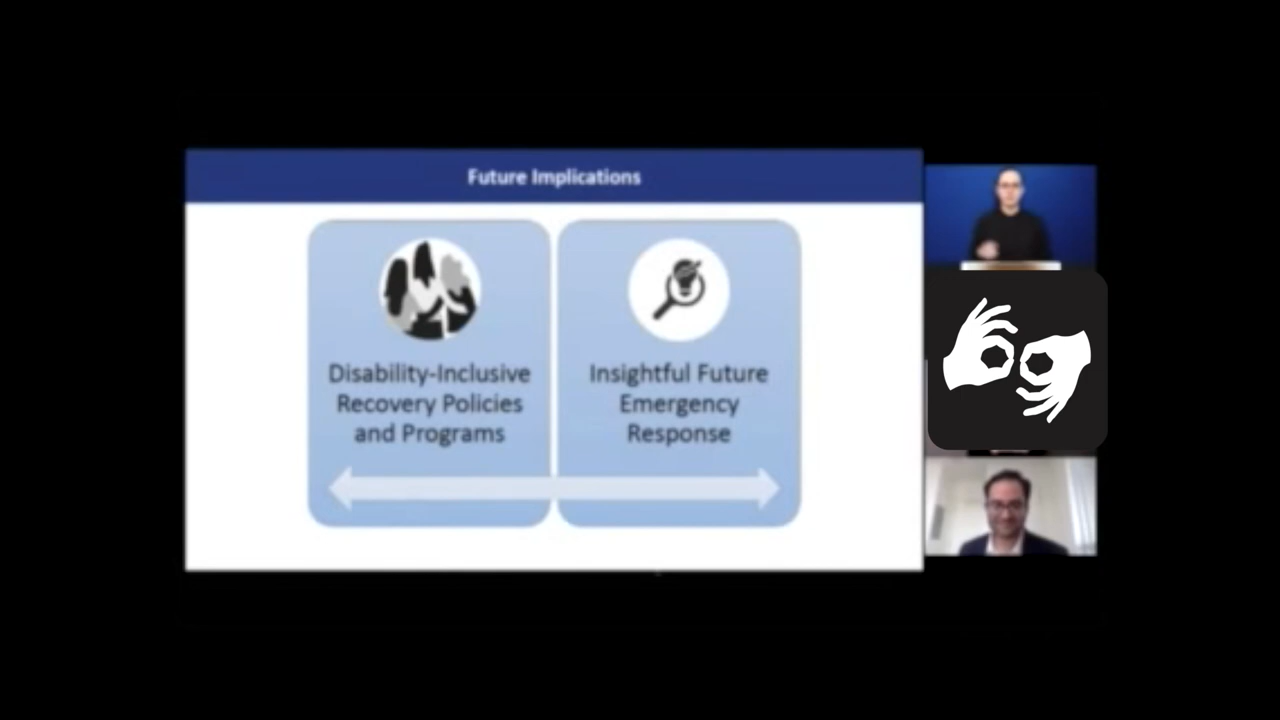 Future Implications
Disability-Inclusive
Recovery Policies
and Programs
Insightful Future
Emergency
Response